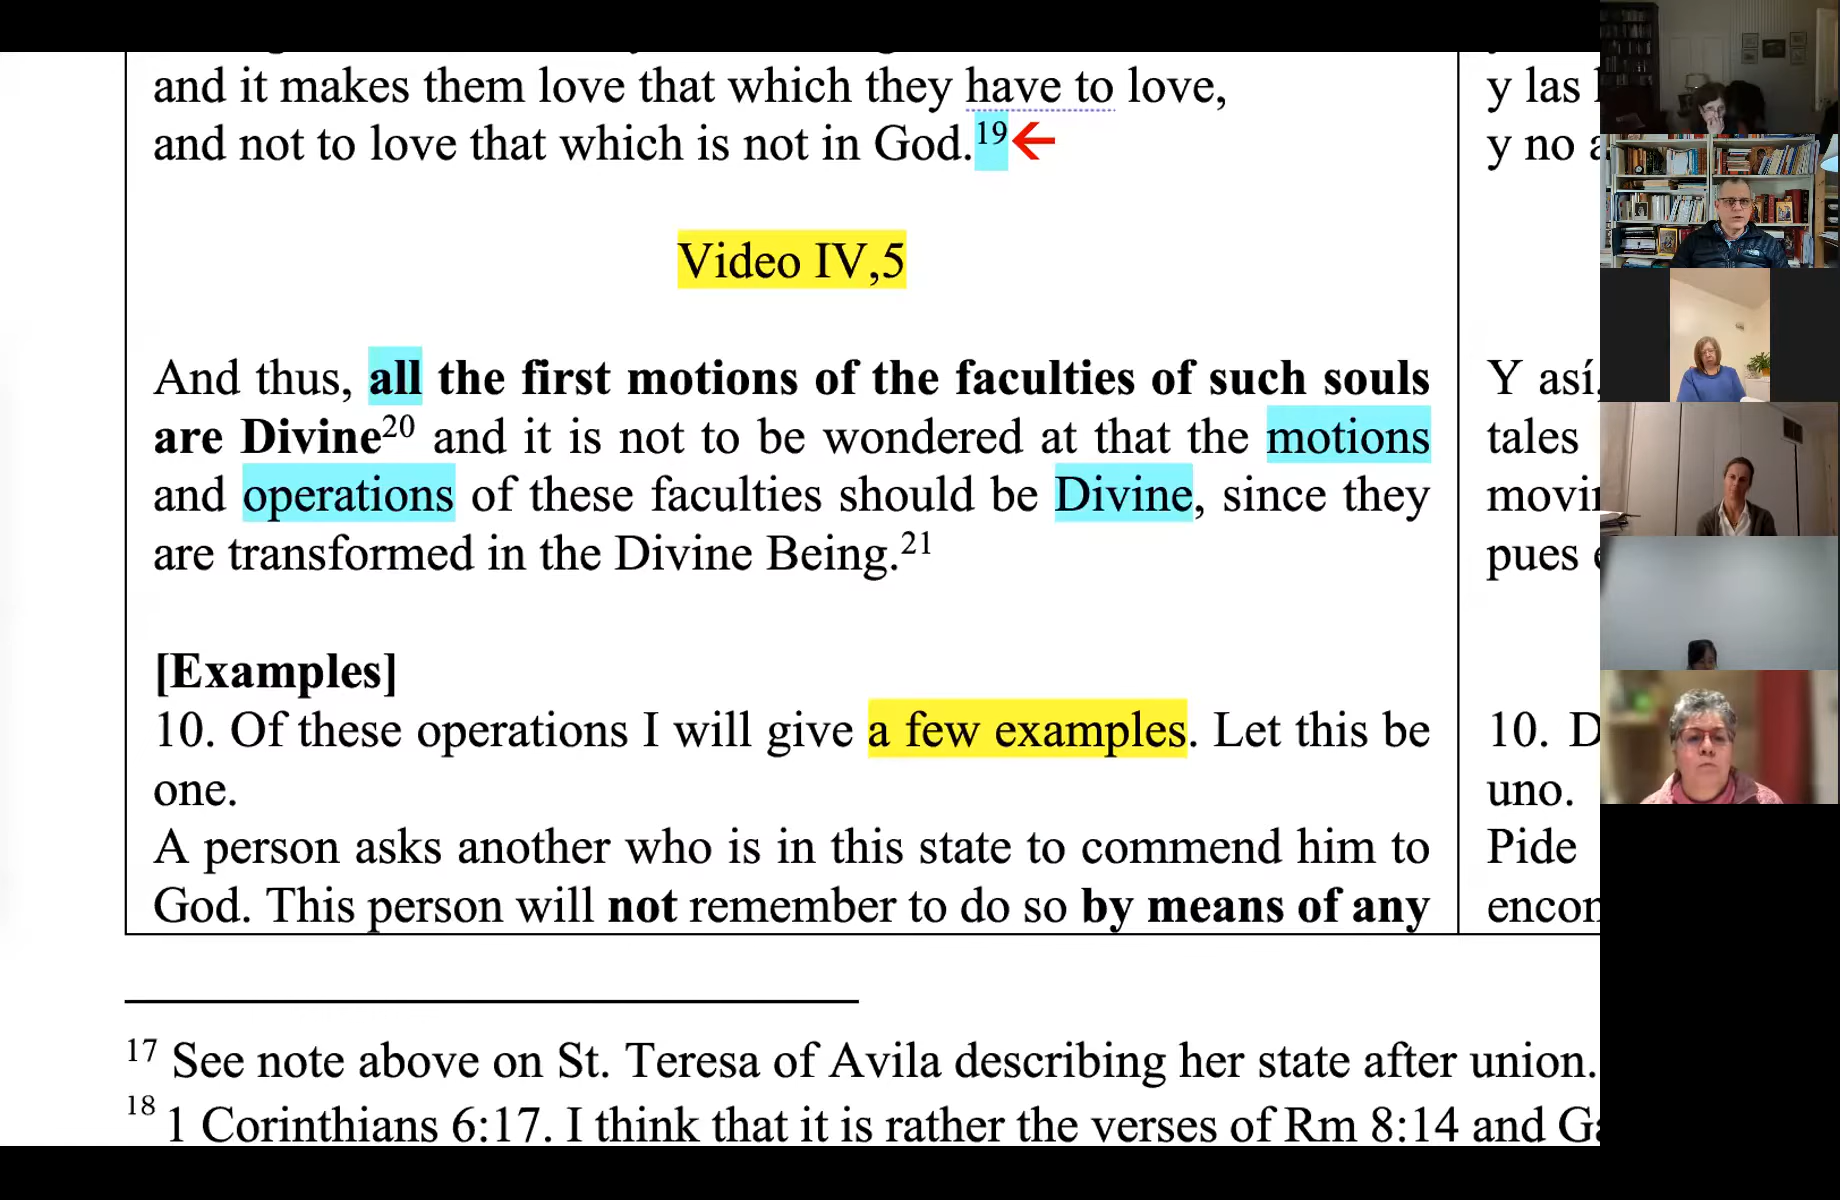 and it makes them love that which they have to love,
and not to love that which is not in God.19←
Video IV,5
And thus, all the first motions of the faculties of such souls
are Divine20 and it is not to be wondered at that the motions
and operations of these faculties should be Divine, since they
are transformed in the Divine Being.21
[Examples]
10. Of these operations I will give a few examples. Let this be
one.
A person asks another who is in this state to commend him to
God. This person will not remember to do so by means of any
y las
y no
Y así,
tales
pues
10. D
uno.
Pide
17 See note above on St. Teresa of Avila describing her state after union.
18 1 Corinthians 6:17. I think that it is rather the verses of Rm 8:14 and